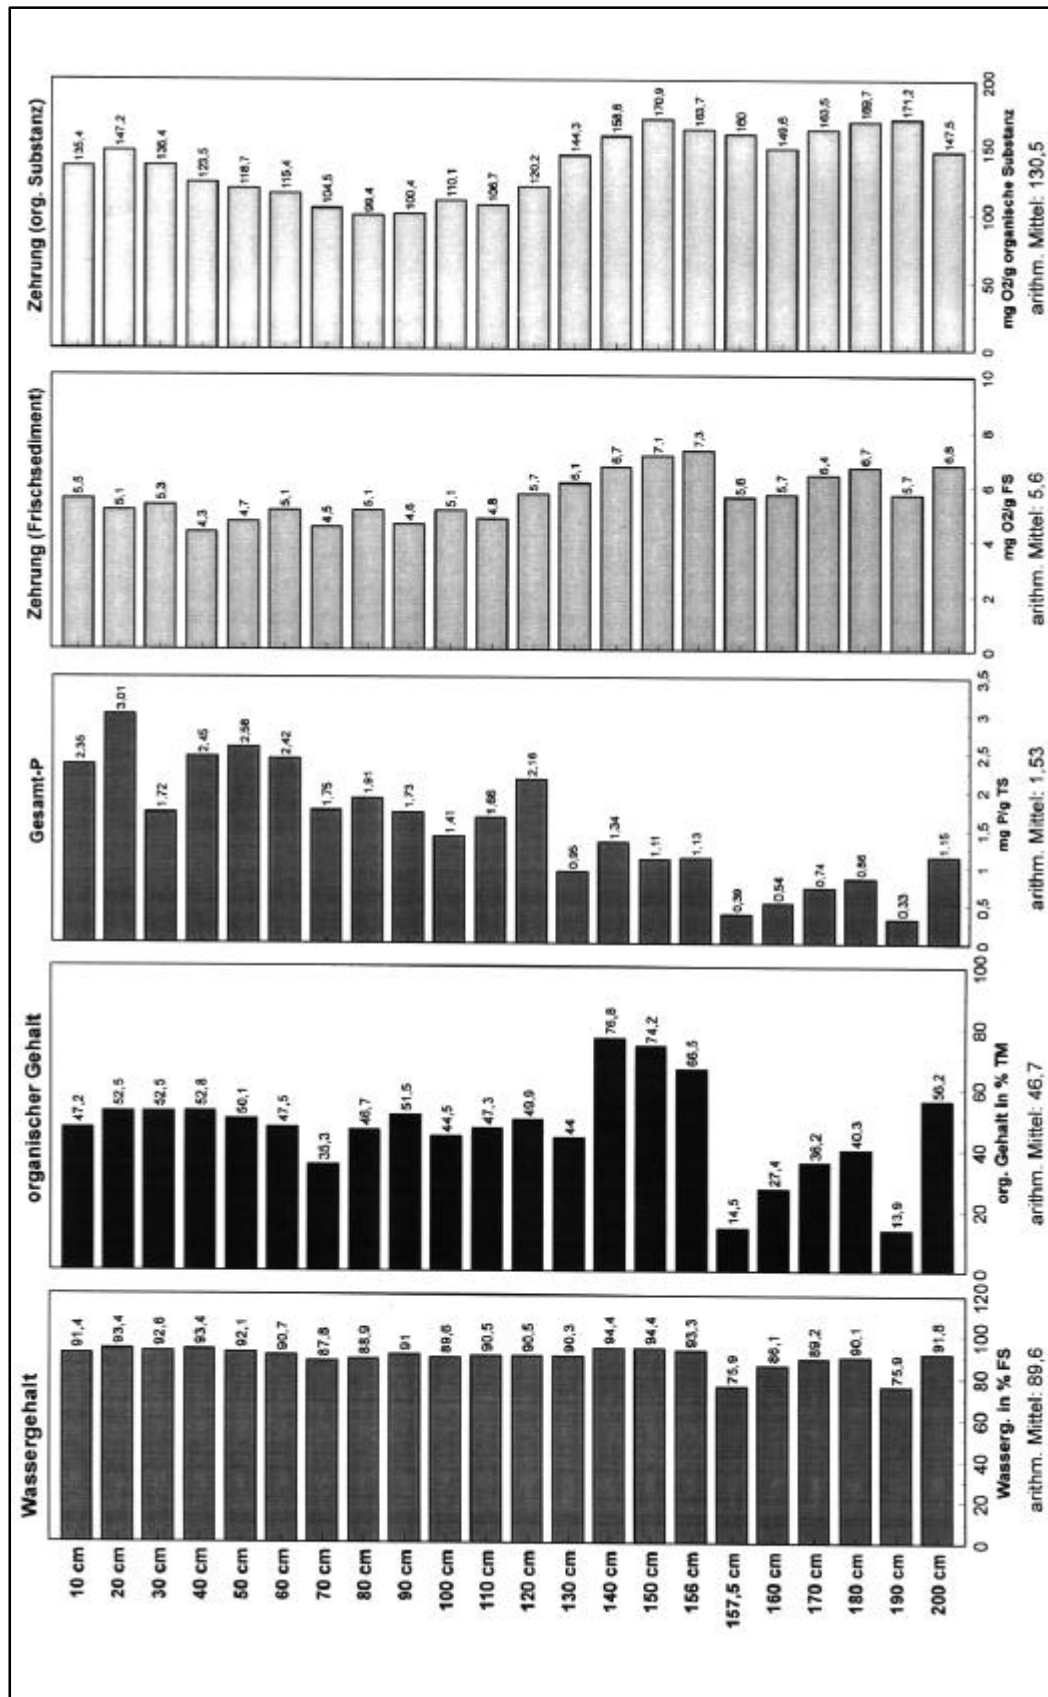 Wassergehalt organischer Gehalt Gesamt-P Zehrung (Frischsediment) Zehrung (org. Substanz)
10 cm 91,4 47,2 2,35 5,5 135,4
20 cm 93,4 52,5 3,01 5,1 147,2
30 cm 92,6 52,5 1,72 5,3 136,4
40 cm 93,4 52,8 2,45 4,3 123,5
50 cm 92,1 50,1 2,56 4,7 118,7
60 cm 90,7 47,5 2,42 5,1 115,4
70 cm 87,8 35,3 1,75 4,5 104,5
80 cm 88,9 46,7 1,91 5,1 99,4
90 cm 91 51,5 1,73 4,6 100,4
100 cm 89,6 44,5 1,41 5,1 110,1
110 cm 90,5 47,3 1,66 4,8 106,7
120 cm 90,5 49,9 2,16 5,7 120,2
130 cm 90,3 44 0,95 6,1 144,3
140 cm 94,4 76,8 1,34 6,7 158,6
150 cm 94,4 74,2 1,11 7,1 170,9
156 cm 93,3 66,5 1,13 7,3 163,7
157,5 cm 75,9 14,5 0,39 5,6 160
160 cm 86,1 27,4 0,54 5,7 149,6
170 cm 89,2 36,2 0,74 6,4 163,5
180 cm 90,1 40,3 0,86 6,7 169,7
190 cm 75,9 13,9 0,33 5,7 171,2
200 cm 91,8 56,2 1,15 6,8 147,5
0 20 40 60 80 100 120 0 20 40 60 80 100 0 0,5 1 1,5 2 2,5 3 3,5 0 2 4 6 8 10 0 50 100 150 200
Wasserg. in % FS org. Gehalt in % TM mg P/g TS mg O2/g FS mg O2/g organische Substanz
arithm. Mittel: 89,6 arithm. Mittel: 46,7 arithm. Mittel: 1,53 arithm. Mittel: 5,6 arithm. Mittel: 130,5